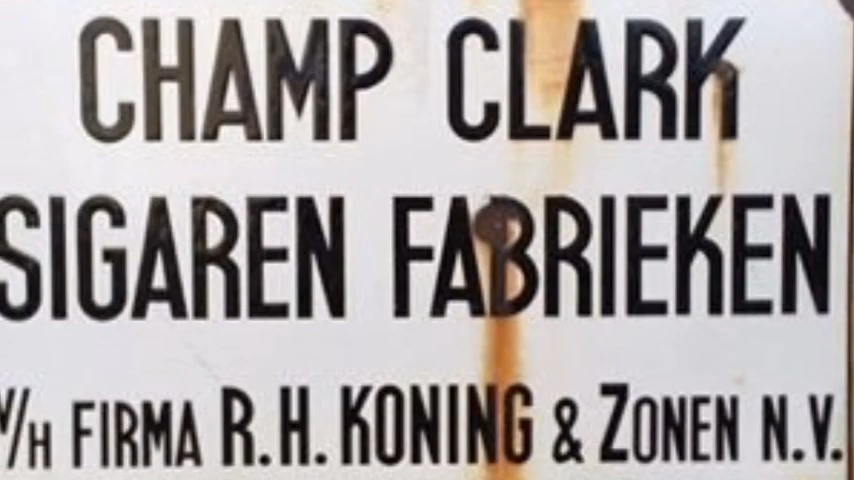 CHAMP CLARK
SIGAREN FABRIEKEN
V/H FIRMA R.H. KONING & ZONEN N.V.